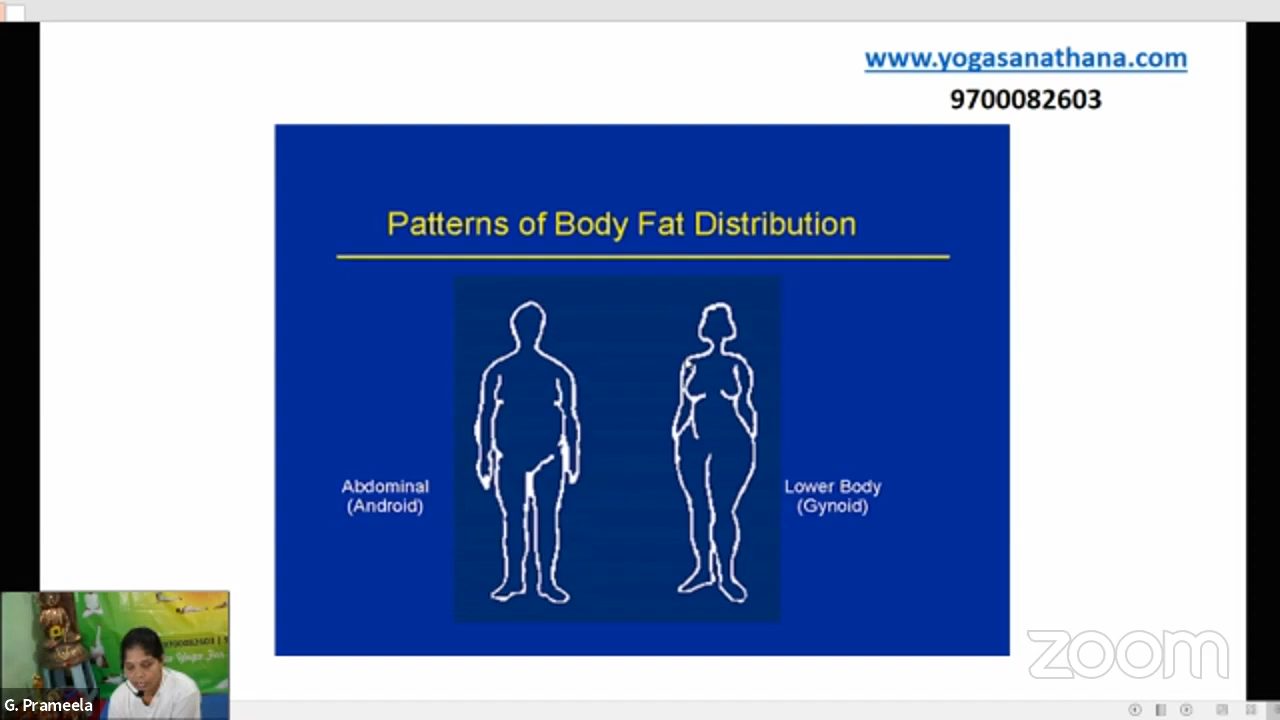 www.yogasanathana.com
9700082603
Patterns of Body Fat Distribution
Abdominal
(Android)
Lower Body
(Gynoid)
zoom
G. Prameela